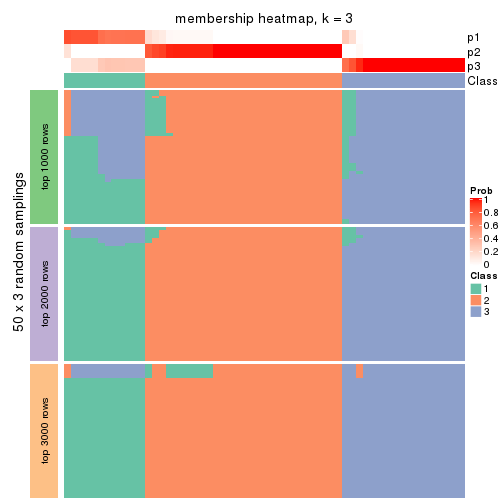 membership heatmap, k = 3
p1
p2
p3
Class
50 x 3 random samplings
top 1000 rows
top 2000 rows
top 3000 rows
Prob
1
0.8
0.6
0.4
0.2
0
Class
1
2
3